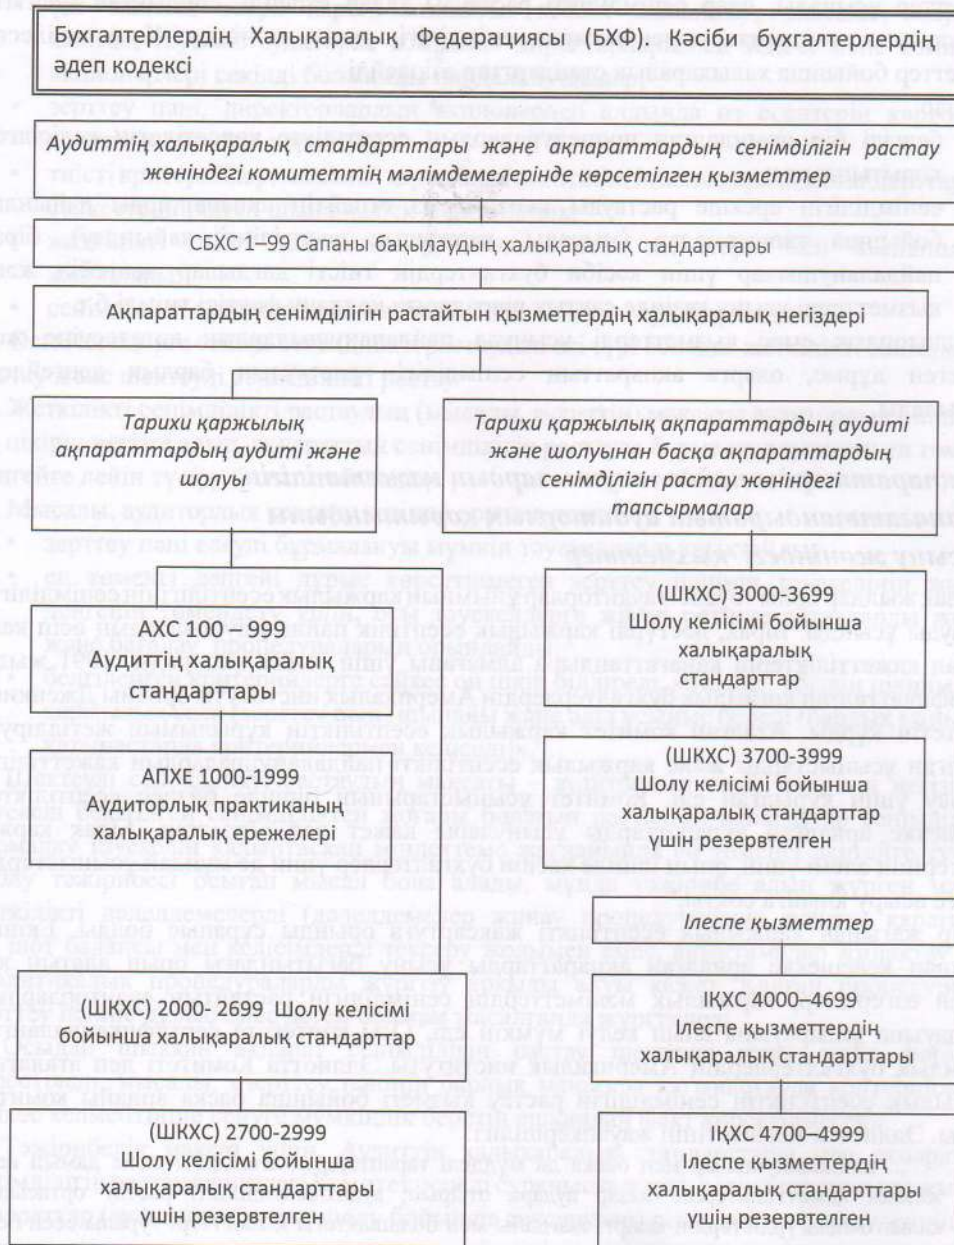 Бухгалтерлердің Халықаралық Федерациясы (БХФ). Кәсіби бухгалтерлердің
әдеп кодексі
Аудиттің халықаралық стандарттары және ақпараттардың сенімділігін растау
жөніндегі комитеттің мәлімдемелерінде көрсетілген қызметтер
СБХС 1–99 Сапаны бақылаудың халықаралық стандарттары
Ақпараттардың сенімділігін растайтын қызметтердің халықаралық негіздері
Тарихи қаржылық
ақпараттардың аудиті және
шолуы
Тарихи қаржылық ақпараттардың аудиті
және шолуынан басқа ақпараттардың
сенімділігін растау жөніндегі
тапсырмалар
АХС 100 – 999
Аудиттің халықаралық
стандарттары
(ШКХС) 3000-3699
Шолу келісімі бойынша
халықаралық
стандарттар
АПХЕ 1000-1999
Аудиторлық практиканың
халықаралық ережелері
(ШКХС) 3700-3999
Шолу келісімі бойынша
халықаралық стандарттар
үшін резервтелген
Ілеспе қызметтер
(ШКХС) 2000- 2699 Шолу келісімі
бойынша халықаралық стандарттар
ІҚХС 4000–4699
Ілеспе қызметтердің
халықаралық стандарттары
(ШКХС) 2700-2999
Шолу келісімі бойынша
халықаралық стандарттары
үшін резервтелген
ІҚХС 4700–4999
Ілеспе қызметтердің
халықаралық стандарттары
үшін резервтелген